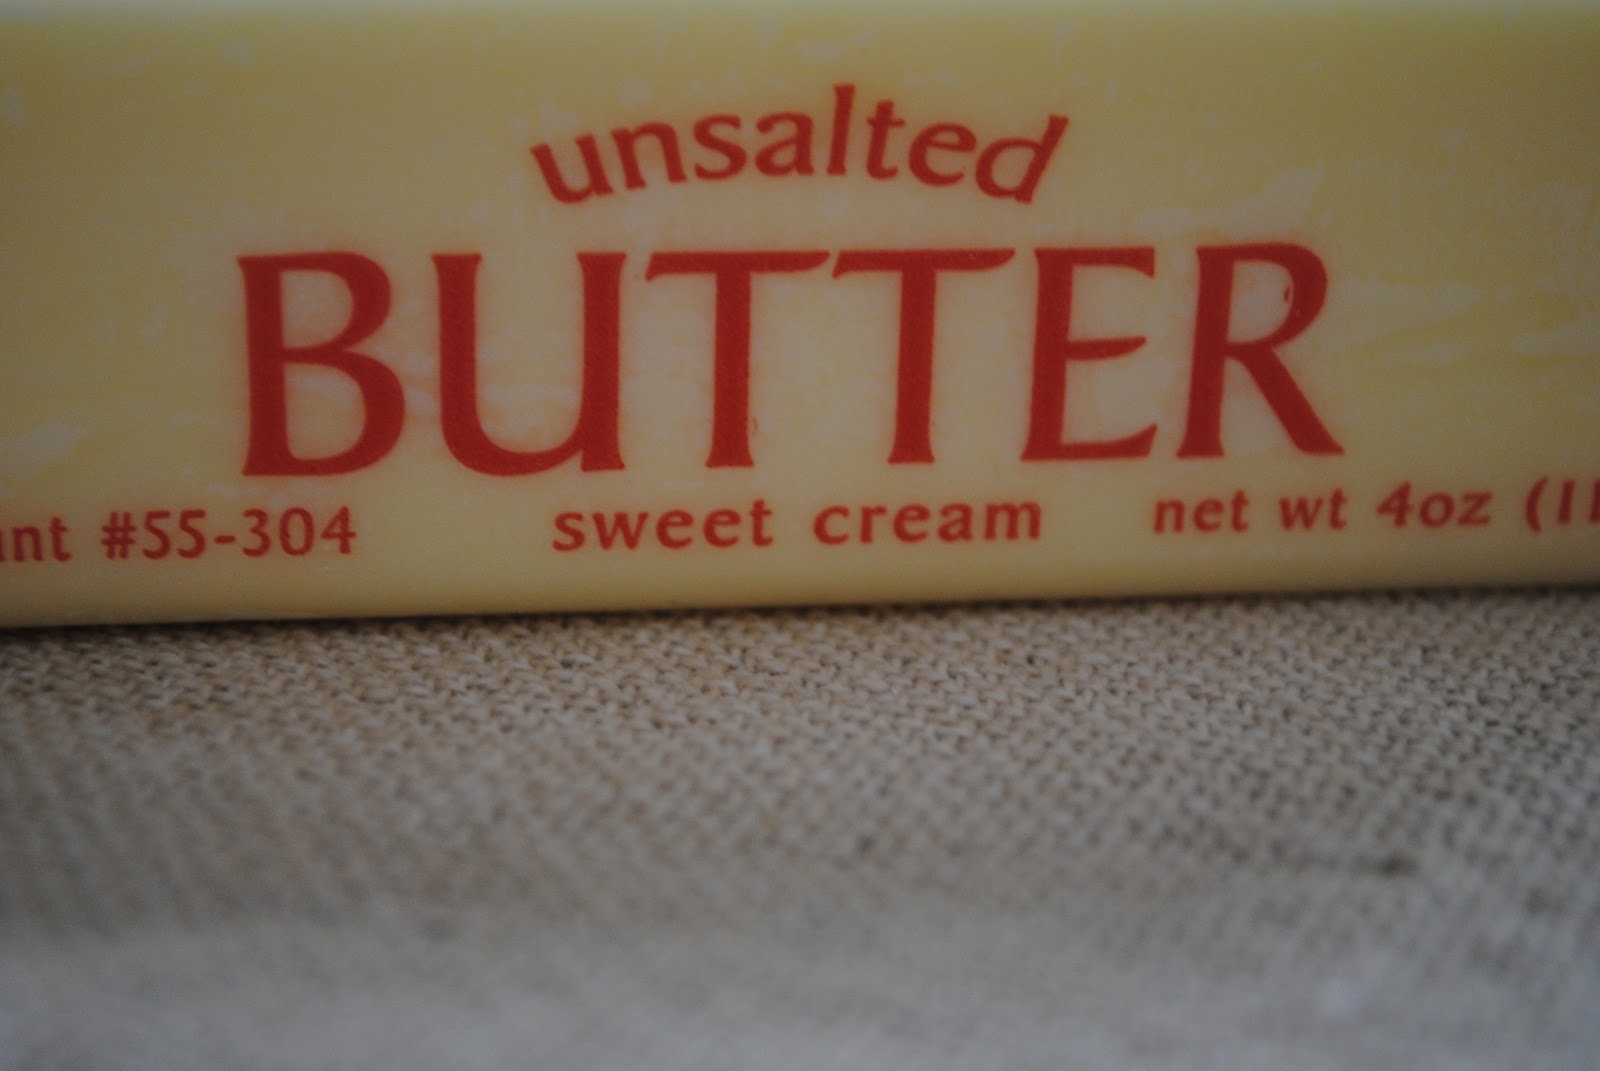 unsalted
BUTTER
#55-304 sweet cream net wt 4oz